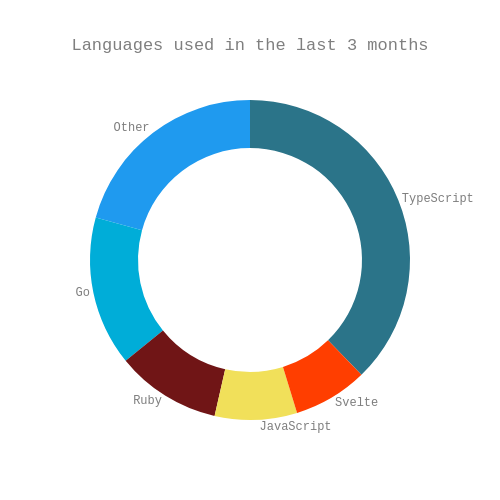 Languages used in the last 3 months
Other
TypeScript
Go
Ruby
Svelte
JavaScript